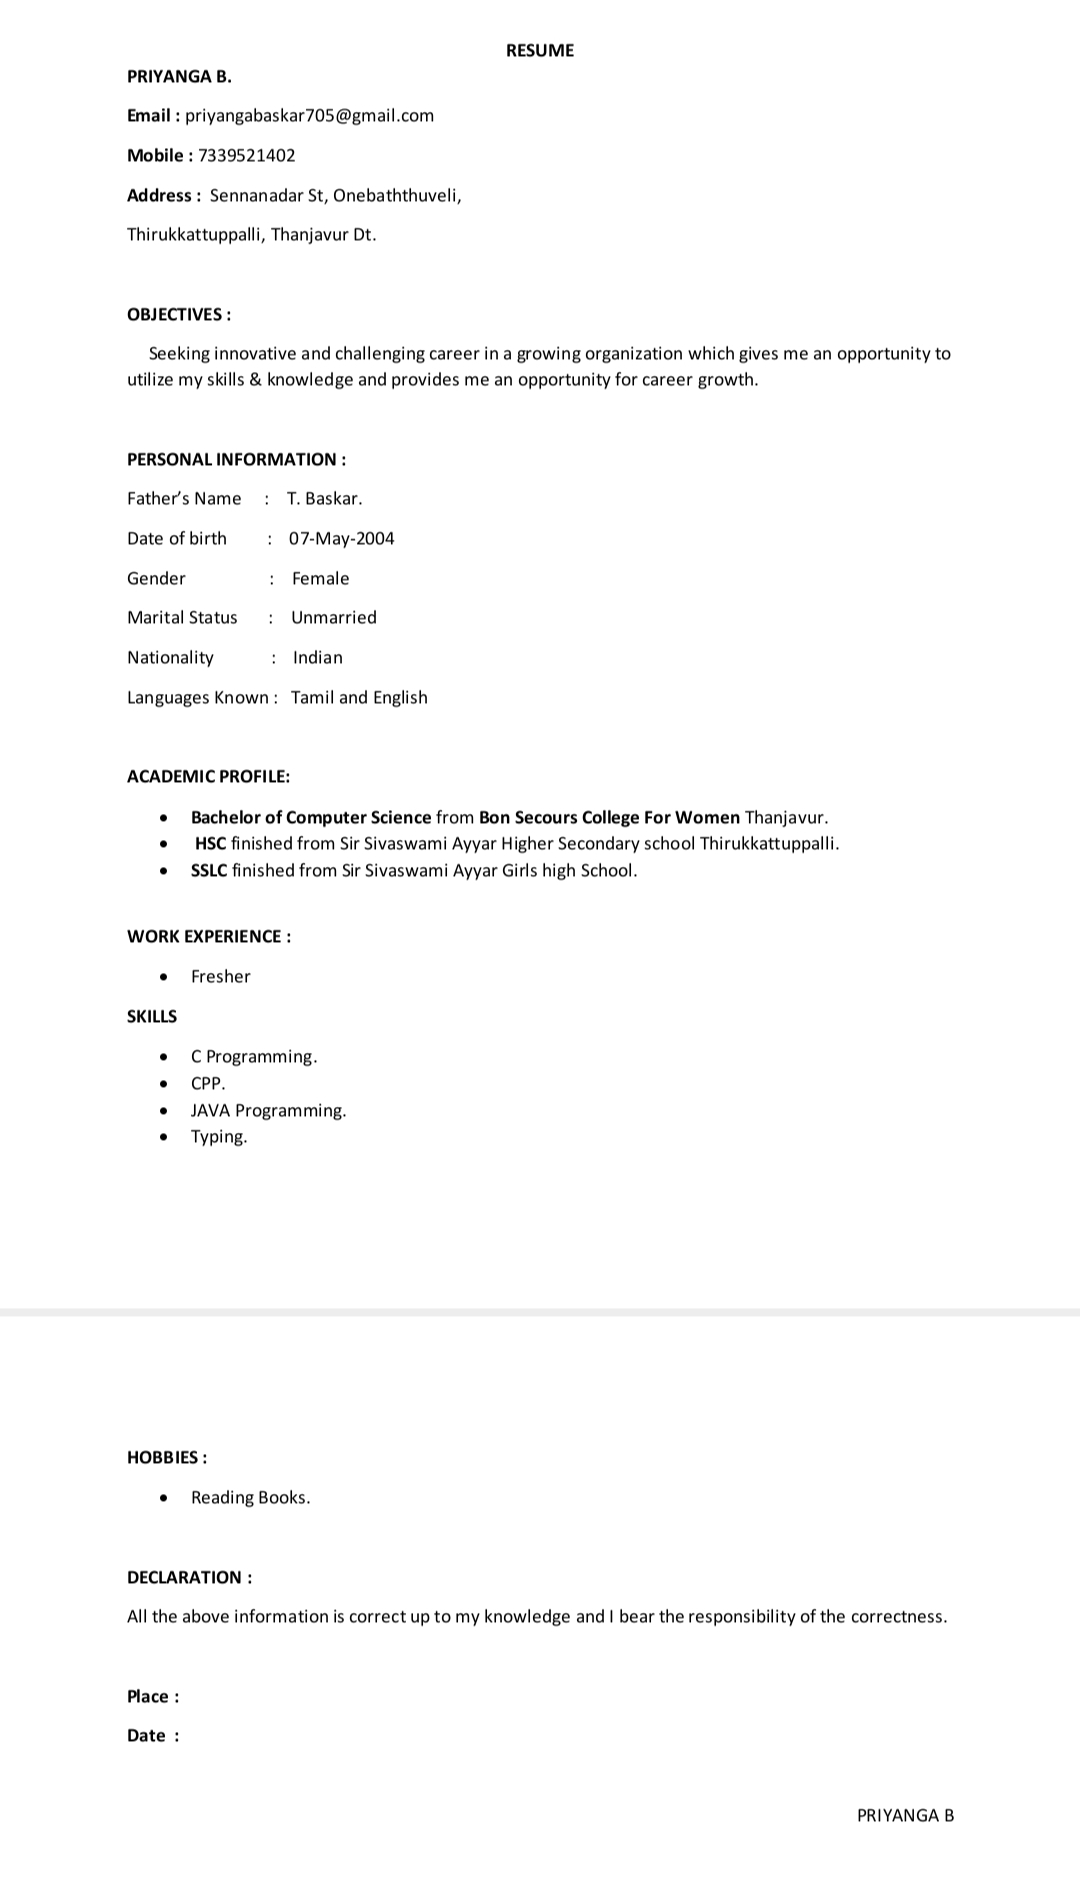 RESUME
PRIYANGA B.
Email : priyangabaskar705@gmail.com
Mobile : 7339521402
Address :  Sennanadar St, Onebaththuveli,
Thirukkattuppalli, Thanjavur Dt.
OBJECTIVES :
Seeking innovative and challenging career in a growing organization which gives me an opportunity to
utilize my skills & knowledge and provides me an opportunity for career growth.
PERSONAL INFORMATION :
Father’s Name : T. Baskar.
Date of birth : 07-May-2004
Gender : Female
Marital Status : Unmarried
Nationality : Indian
Languages Known : Tamil and English
ACADEMIC PROFILE:
• Bachelor of Computer Science from Bon Secours College For Women Thanjavur.
• HSC finished from Sir Sivaswami Ayyar Higher Secondary school Thirukkattuppalli.
• SSLC finished from Sir Sivaswami Ayyar Girls high School.
WORK EXPERIENCE :
• Fresher
SKILLS
• C Programming.
• CPP.
• JAVA Programming.
• Typing.
HOBBIES :
• Reading Books.
DECLARATION :
All the above information is correct up to my knowledge and I bear the responsibility of the correctness.
Place :
Date :
PRIYANGA B